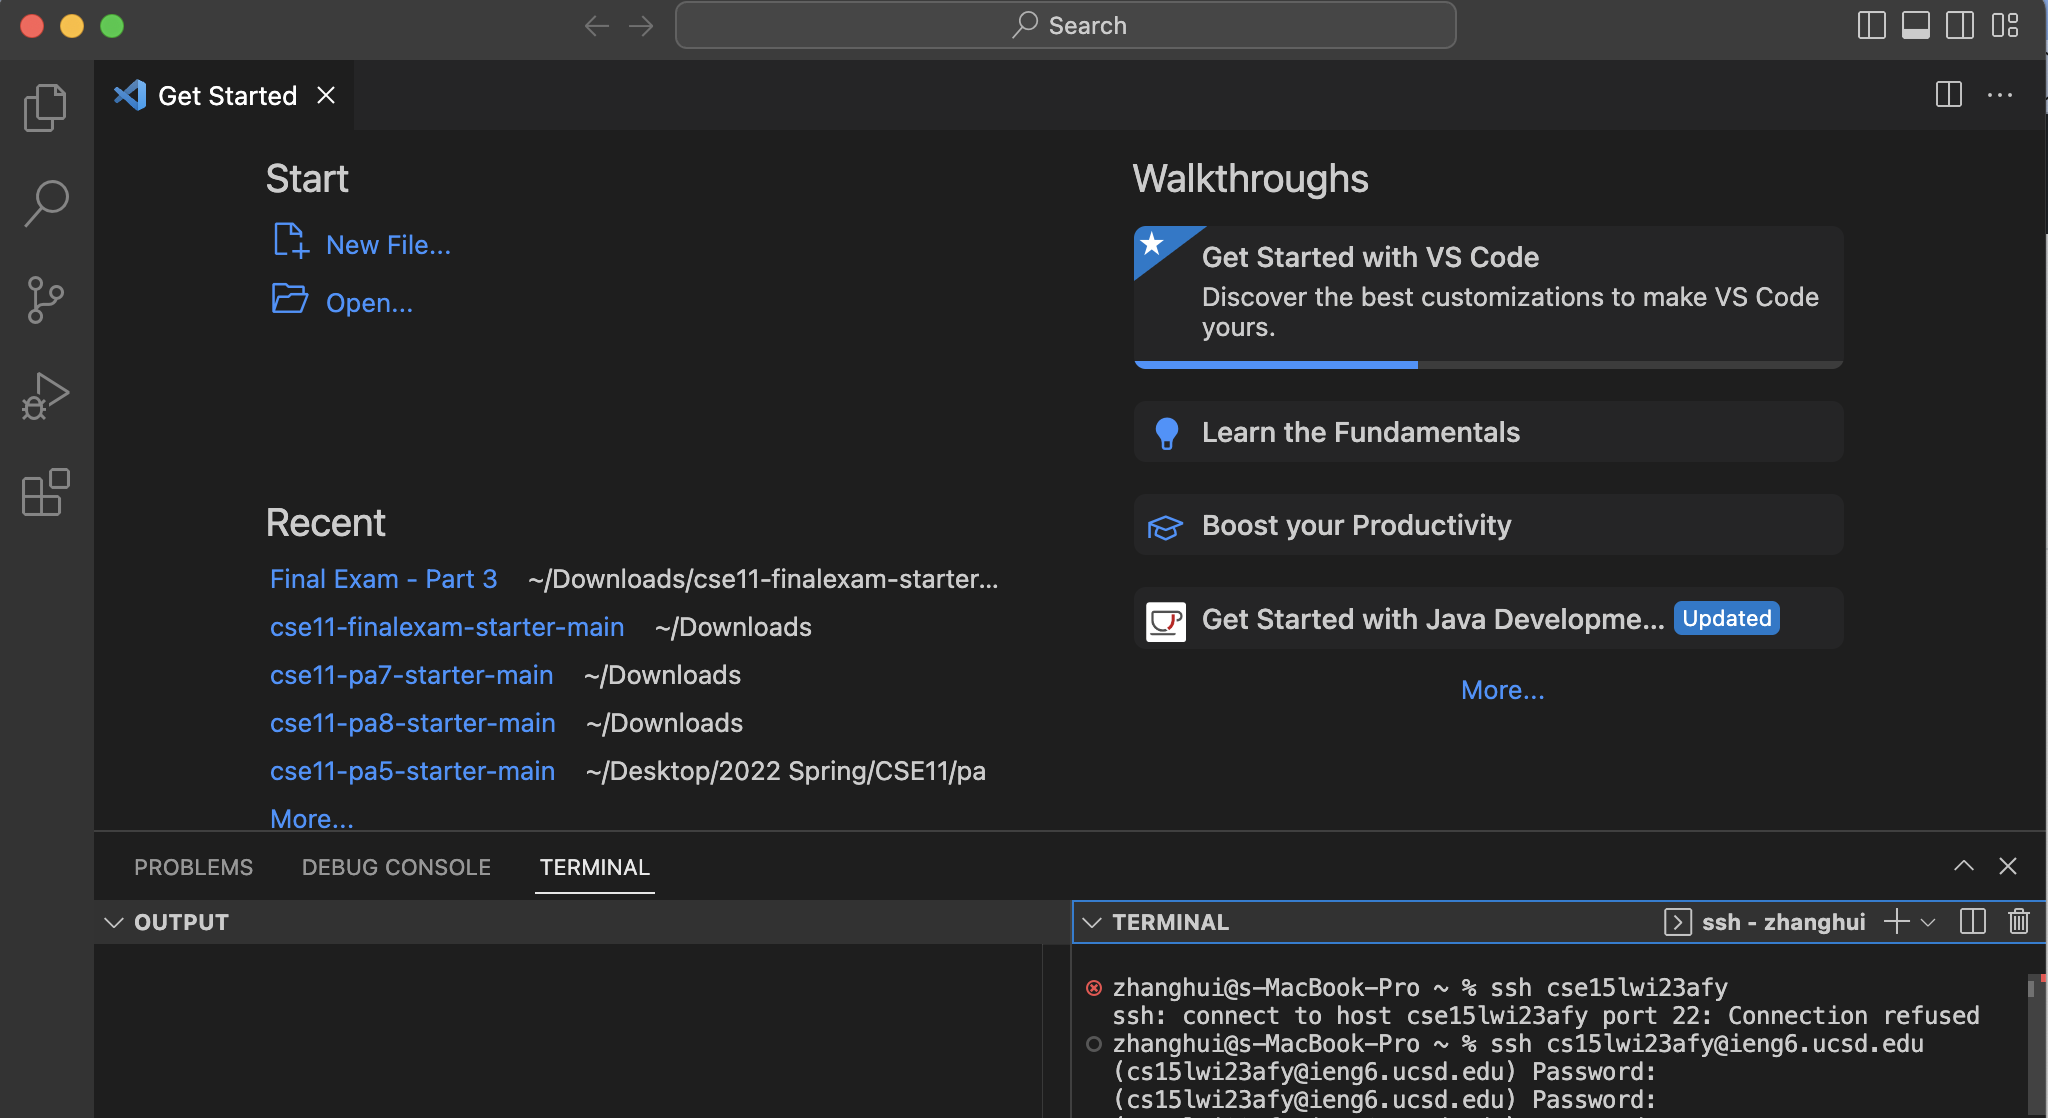 Search
Get Started
Start
New File...
Open...
Recent
Final Exam - Part 3 ~/Downloads/cse11-finalexam-starter...
cse11-finalexam-starter-main ~/Downloads
cse11-pa7-starter-main ~/Downloads
cse11-pa8-starter-main ~/Downloads
cse11-pa5-starter-main ~/Desktop/2022 Spring/CSE11/pa
More...
Walkthroughs
Get Started with VS Code
Discover the best customizations to make VS Code
yours.
Learn the Fundamentals
Boost your Productivity
Get Started with Java Developme... Updated
More...
PROBLEMS DEBUG CONSOLE TERMINAL
OUTPUT
TERMINAL ssh - zhanghui
zhanghui@s-MacBook-Pro ~ % ssh cse15lwi23afy
ssh: connect to host cse15lwi23afy port 22: Connection refused
zhanghui@s-MacBook-Pro ~ % ssh cs15lwi23afy@ieng6.ucsd.edu
(cs15lwi23afy@ieng6.ucsd.edu) Password:
(cs15lwi23afy@ieng6.ucsd.edu) Password: